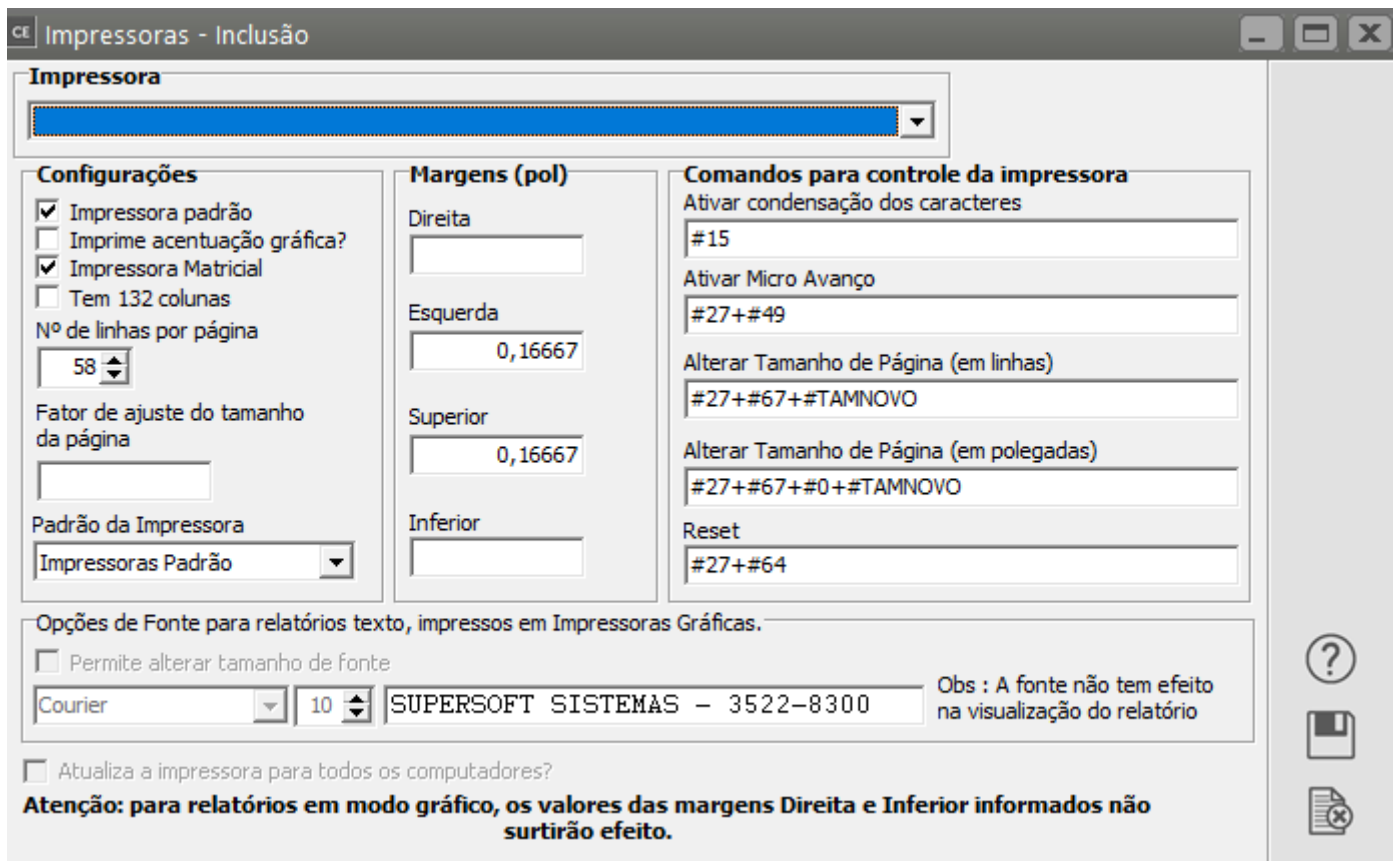 CE Impressoras - Inclusão
Impressora
Configurações
Impressora padrão
Imprime acentuação gráfica?
Impressora Matricial
Tem 132 colunas
Nº de linhas por página
58
Fator de ajuste do tamanho
da página
Padrão da Impressora
Impressoras Padrão
Margens (pol)
Direita
Esquerda
0,16667
Superior
0,16667
Inferior
Comandos para controle da impressora
Ativar condensação dos caracteres
#15
Ativar Micro Avanço
#27+#49
Alterar Tamanho de Página (em linhas)
#27+#67+#TAMNOVO
Alterar Tamanho de Página (em polegadas)
#27+#67+#0+#TAMNOVO
Reset
#27+#64
Opções de Fonte para relatórios texto, impressos em Impressoras Gráficas.
Permite alterar tamanho de fonte
Courier
10
SUPERSOFT SISTEMAS - 3522-8300
Obs : A fonte não tem efeito
na visualização do relatório
Atualiza a impressora para todos os computadores?
Atenção: para relatórios em modo gráfico, os valores das margens Direita e Inferior informados não
surtirão efeito.